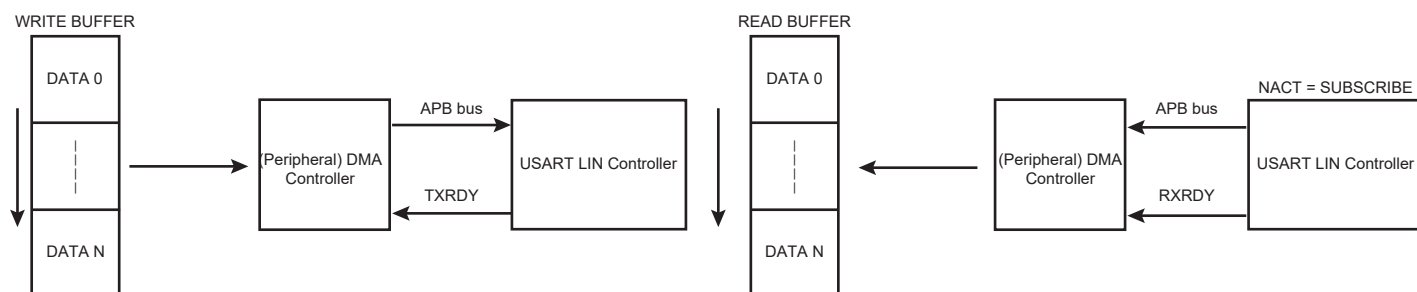 WRITE BUFFER
DATA 0
DATA N
(Peripheral) DMA
Controller
APB bus
TXRDY
USART LIN Controller
READ BUFFER
DATA 0
DATA N
(Peripheral) DMA
Controller
APB bus
RXRDY
NACT = SUBSCRIBE
USART LIN Controller